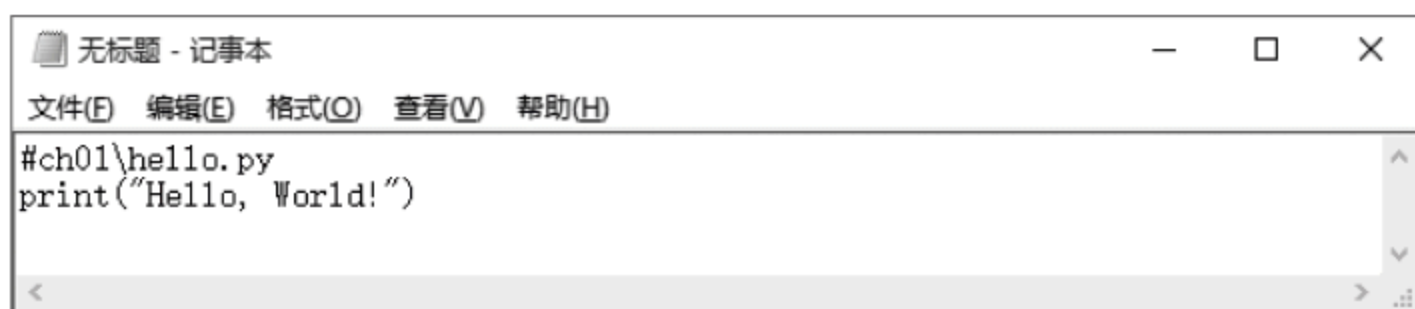 无标题 - 记事本
文件(F) 编辑(E) 格式(O) 查看(V) 帮助(H)
#ch01\hello.py
print("Hello, World!")